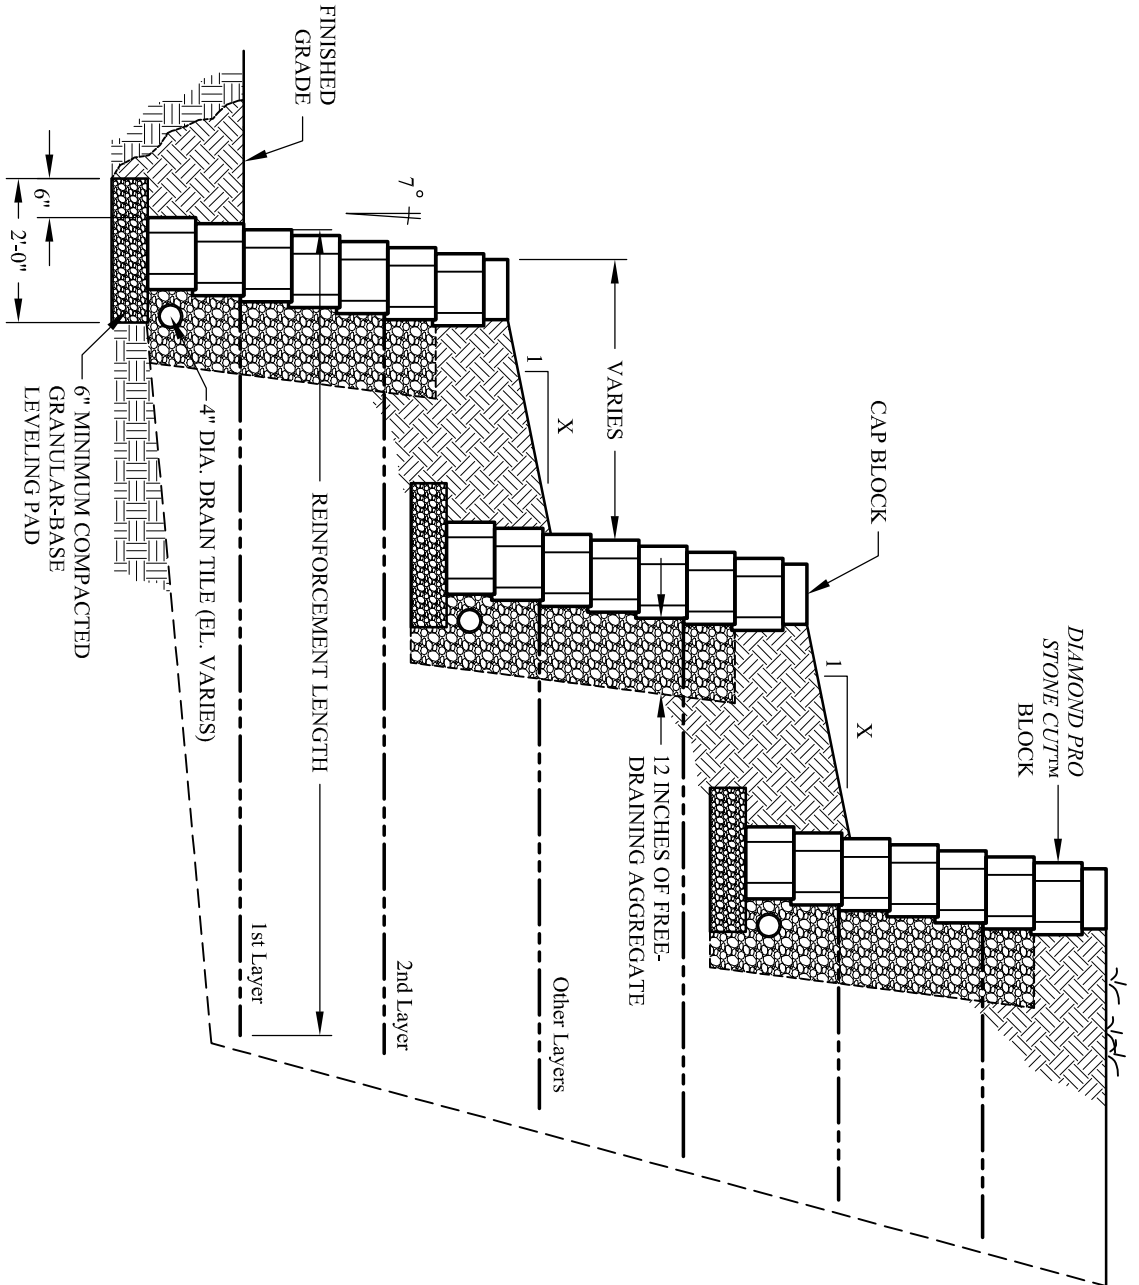 DIAMOND PRO
STONE CUT™
BLOCK
CAP BLOCK
VARIES
1
X
1
X
7°
FINISHED
GRADE
12 INCHES OF FREE-
DRAINING AGGREGATE
Other Layers
2nd Layer
1st Layer
REINFORCEMENT LENGTH
4" DIA. DRAIN TILE (EL. VARIES)
6" MINIMUM COMPACTED
GRANULAR-BASE
LEVELING PAD
6"
2'-0"